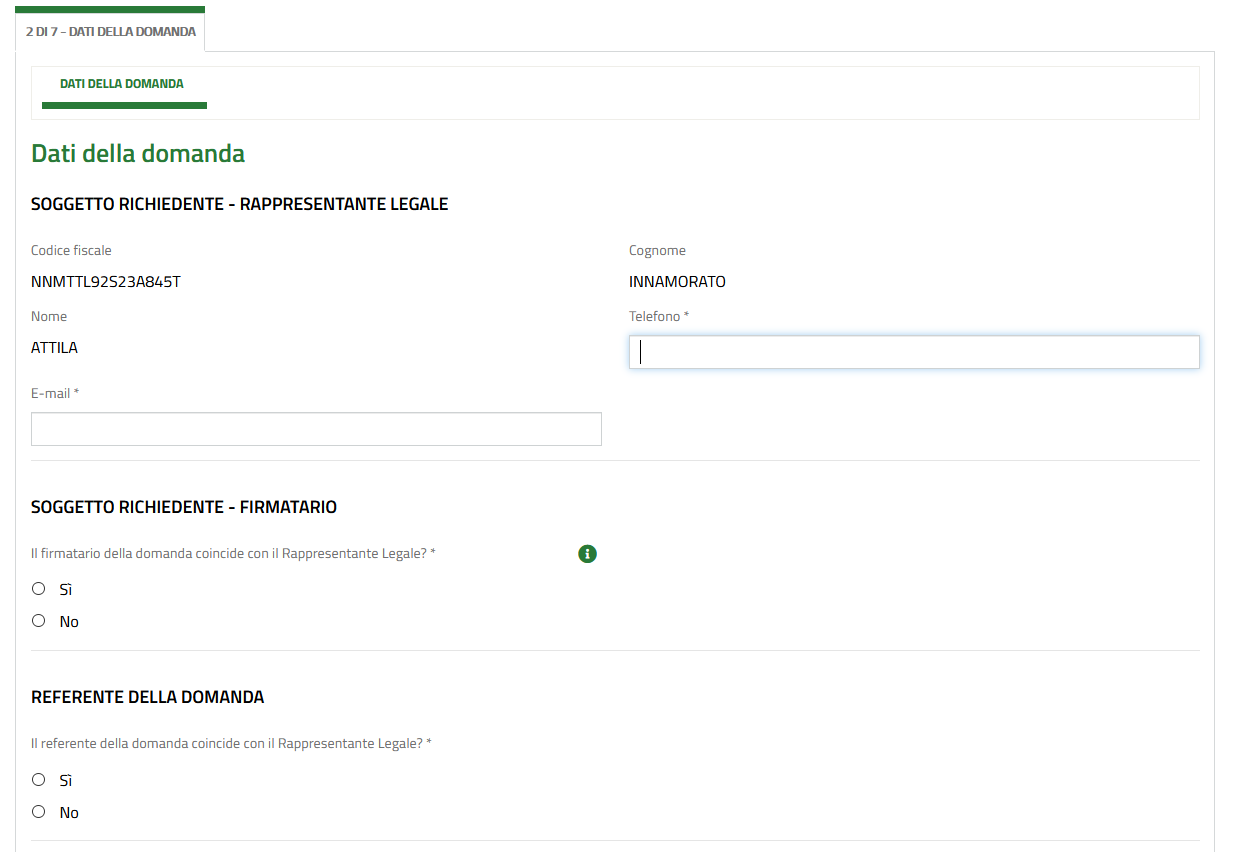 2 DI 7 - DATI DELLA DOMANDA
DATI DELLA DOMANDA
Dati della domanda
SOGGETTO RICHIEDENTE - RAPPRESENTANTE LEGALE
Codice fiscale
NNMTTL92S23A845T
Cognome
INNAMORATO
Nome
ATTILA
Telefono *
E-mail *
SOGGETTO RICHIEDENTE - FIRMATARIO
Il firmatario della domanda coincide con il Rappresentante Legale? *
Sì
No
REFERENTE DELLA DOMANDA
Il referente della domanda coincide con il Rappresentante Legale? *
Sì
No